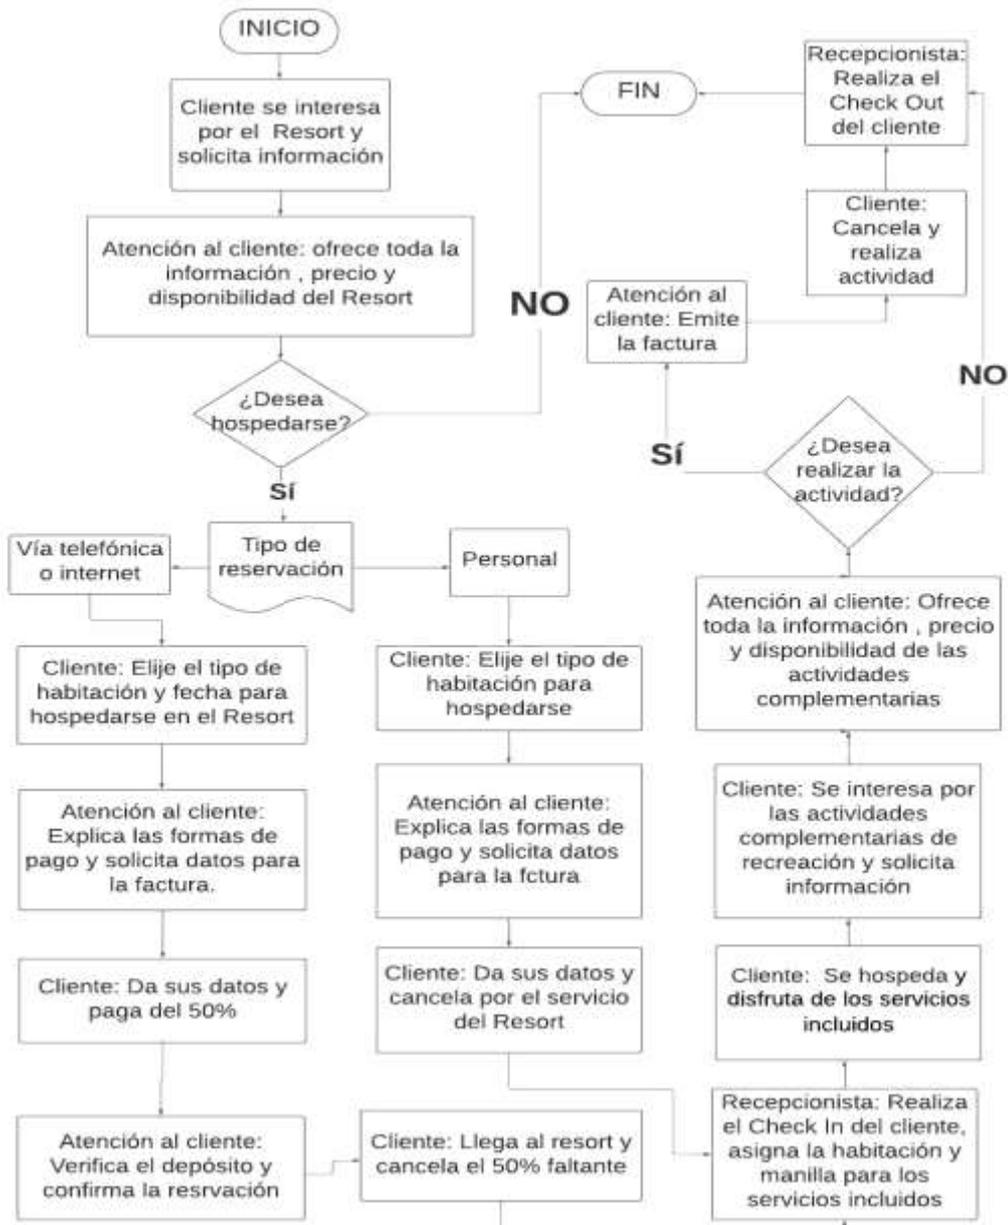 INICIO
Cliente se interesa
por el Resort y
solicita información
Atención al cliente: ofrece toda la
información , precio y
disponibilidad del Resort
¿Desea
hospedarse?
NO
FIN
Sí
Tipo de
reservación
Vía telefónica
o internet
Cliente: Elije el tipo de
habitación y fecha para
hospedarse en el Resort
Atención al cliente:
Explica las formas de
pago y solicita datos para
la factura.
Cliente: Da sus datos y
paga del 50%
Atención al cliente:
Verifica el depósito y
confirma la resrvación
Cliente: Llega al resort y
cancela el 50% faltante
Personal
Cliente: Elije el tipo de
habitación para
hospedarse
Atención al cliente:
Explica las formas de
pago y solicita datos
para la fctura
Cliente: Da sus datos y
cancela por el servicio
del Resort
Recepcionista: Realiza
el Check In del cliente,
asigna la habitación y
manilla para los
servicios incluidos
Cliente: Se hospeda y
disfruta de los servicios
incluidos
Cliente: Se interesa por
las actividades
complementarias de
recreación y solicita
información
Atención al cliente: Ofrece
toda la información , precio
y disponibilidad de las
actividades
complementarias
¿Desea
realizar la
actividad?
Sí
Atención al
cliente: Emite
la factura
Cliente:
Cancela y
realiza
actividad
NO
Recepcionista:
Realiza el
Check Out
del cliente